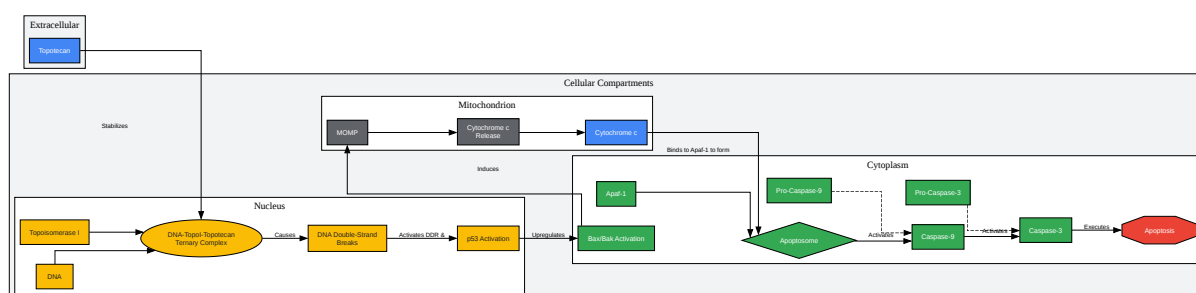 Extracellular
Topotecan
Cellular Compartments
Mitochondrion
MOMP
Cytochrome c
Release
Cytochrome c
Stabilizes
Binds to Apaf-1 to form
Induces
Cytoplasm
Apaf-1
Pro-Caspase-9
Pro-Caspase-3
Nucleus
Topoisomerase I
DNA-TopoI-Topotecan
Ternary Complex
Causes
DNA Double-Strand
Breaks
Activates DDR &
p53 Activation
Upregulates
Bax/Bak Activation
Apoptosome
Activates
Caspase-9
Activates
Caspase-3
Executes
Apoptosis
DNA